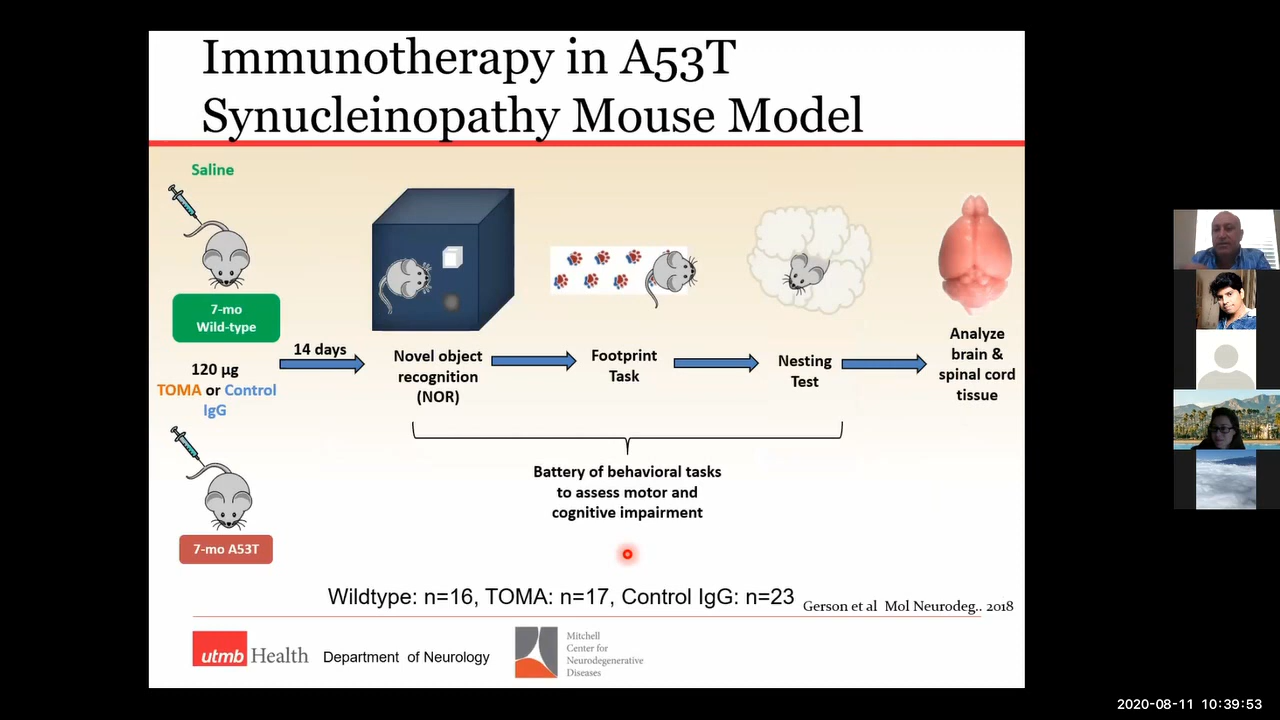 Immunotherapy in A53T
Synucleinopathy Mouse Model
Saline
7-mo
Wild-type
120 µg
TOMA or Control
IgG
7-mo A53T
14 days
Novel object
recognition
(NOR)
Footprint
Task
Nesting
Test
Analyze
brain &
spinal cord
tissue
Battery of behavioral tasks
to assess motor and
cognitive impairment
Wildtype: n=16, TOMA: n=17, Control IgG: n=23
Gerson et al Mol Neurodeg.. 2018
utmb Health
Department of Neurology
Mitchell
Center for
Neurodegenerative
Diseases
2020-08-11 10:39:53